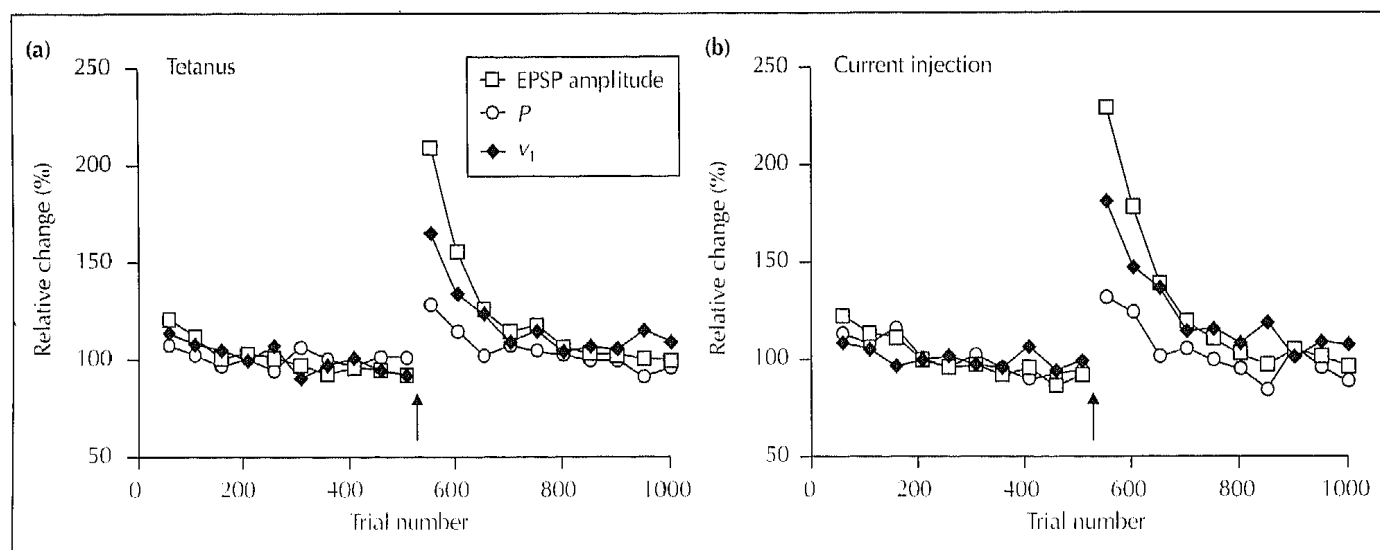 (a)
Tetanus
EPSP amplitude
P
V1
250
200
150
100
50
Relative change (%)
0 200 400 600 800 1000
Trial number
(b)
Current injection
250
200
150
100
50
Relative change (%)
0 200 400 600 800 1000
Trial number